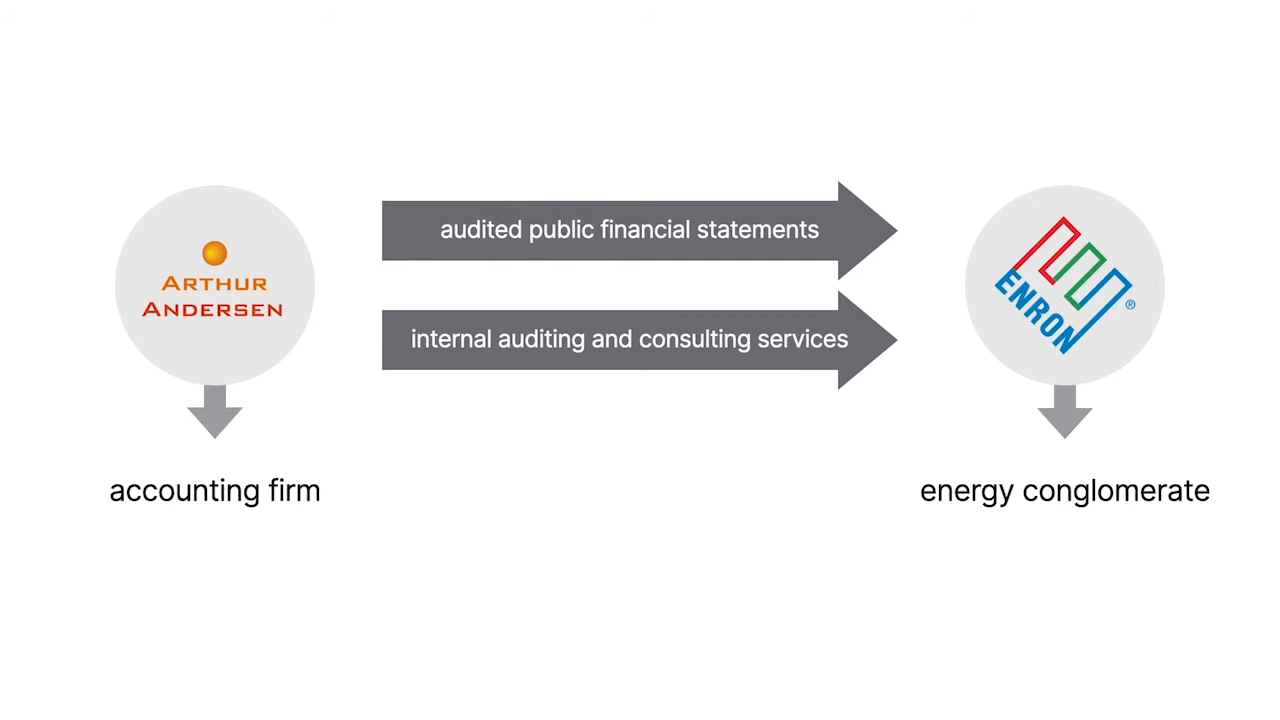 audited public financial statements
ARTHUR
ANDERSEN
internal auditing and consulting services
ENRON
®
accounting firm
energy conglomerate